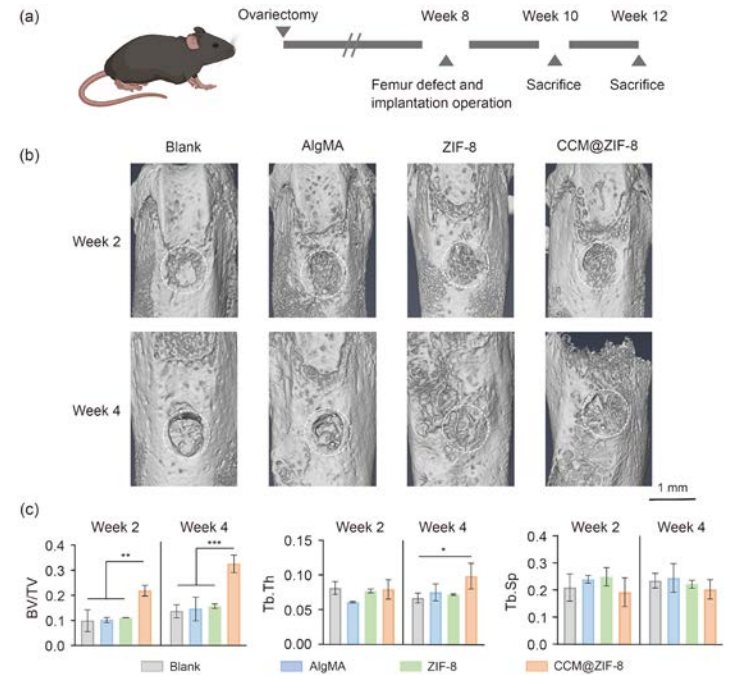 (a)
Ovariectomy
Week 8
Week 10
Week 12
Femur defect and
implantation operation
Sacrifice
Sacrifice
(b)
Blank
AlgMA
ZIF-8
CCM@ZIF-8
Week 2
Week 4
1 mm
(c)
Week 2
Week 4
BV/TV
0.4
0.3
0.2
0.1
0.0
**
***
Week 2
Week 4
Tb.Th
0.15
0.10
0.05
0.00
*
Week 2
Week 4
Tb.Sp
0.4
0.3
0.2
0.1
0.0
Blank
AlgMA
ZIF-8
CCM@ZIF-8